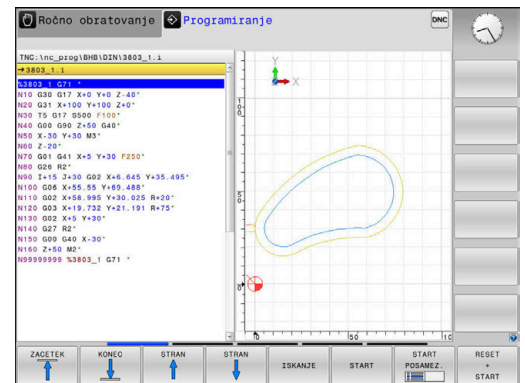 Ročno obratovanje
Programiranje
DNC
TNC:\nc_prog\BHB\DIN\3803_1.i
→3803_1.i
%3803_1 G71 *
N10 G30 G17 X+0 Y+0 Z-40*
N20 G31 X+100 Y+100 Z+0*
N30 T5 G17 S500 F100*
N40 G00 G90 Z+50 G40*
N50 X-30 Y+30 M3*
N60 Z-20*
N70 G01 G41 X+5 Y+30 F250*
N80 G26 R2*
N90 I+15 J+30 G02 X+6.645 Y+35.495*
N100 G06 X+55.55 Y+69.488*
N110 G02 X+58.995 Y+30.025 R+20*
N120 G03 X+19.732 Y+21.191 R+75*
N130 G02 X+5 Y+30*
N140 G27 R2*
N150 G00 G40 X-30*
N160 Z+50 M2*
N99999999 %3803_1 G71 *
Y
X
100
50
0
0
50
ZACETEK
KONEC
STRAN
STRAN
ISKANJE
START
START
POSAMEZ.
RESET
+
START